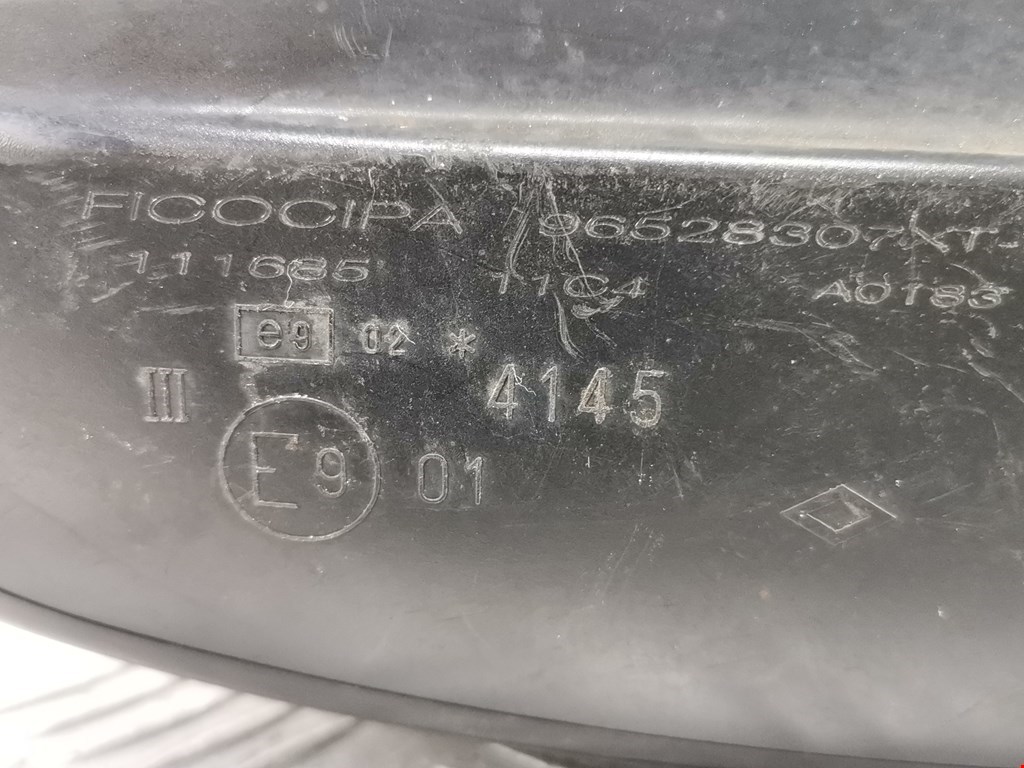 FICOCIPA 96528307XT-
111685 11C4 A0183
e9 02 *
III 4145
E9 01